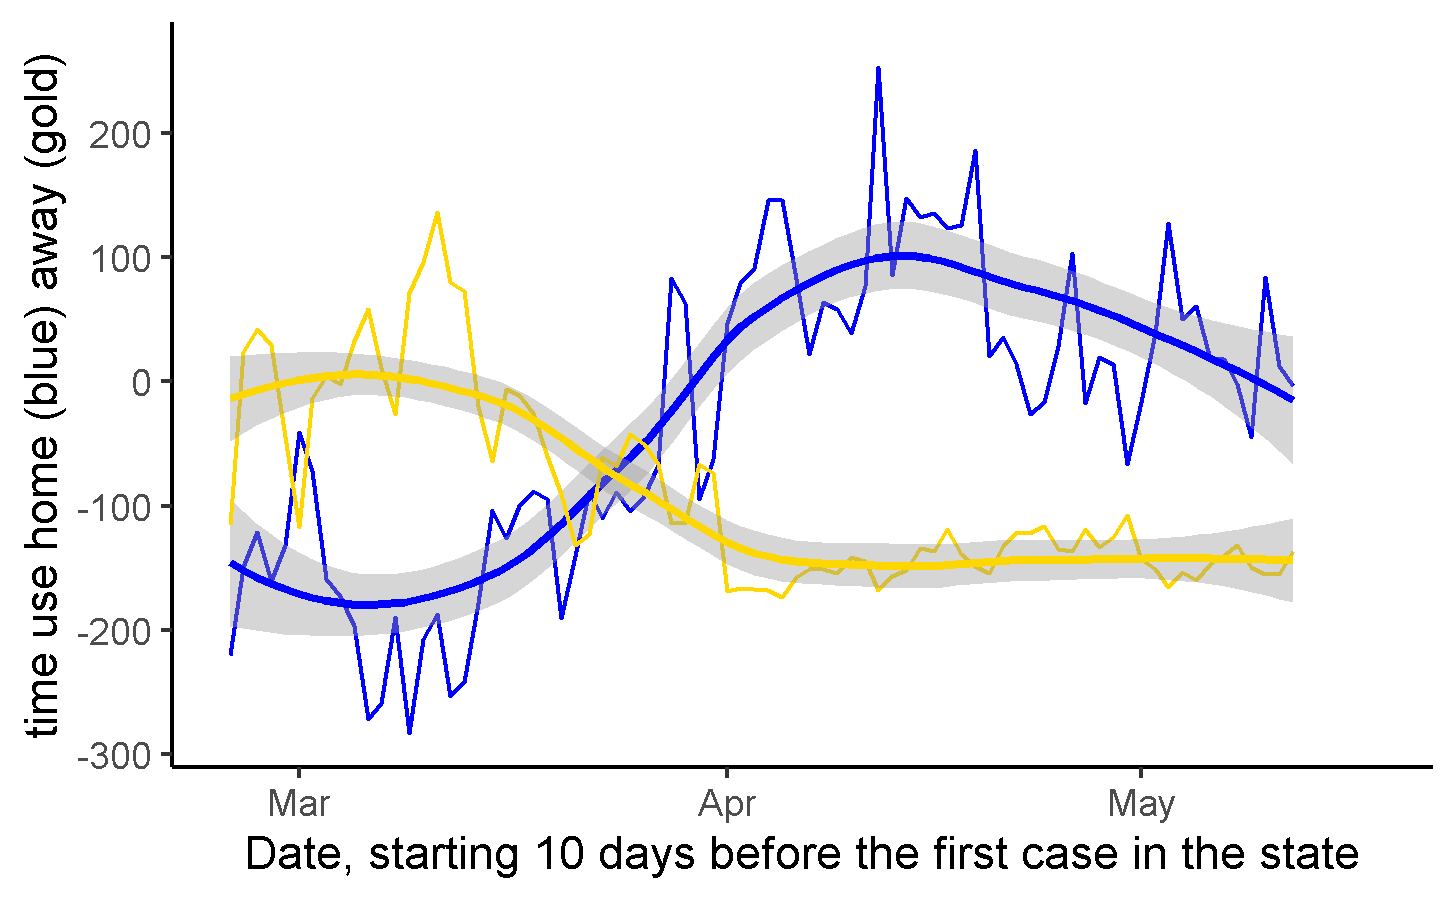 time use home (blue) away (gold)
200
100
0
-100
-200
-300
Mar Apr May
Date, starting 10 days before the first case in the state